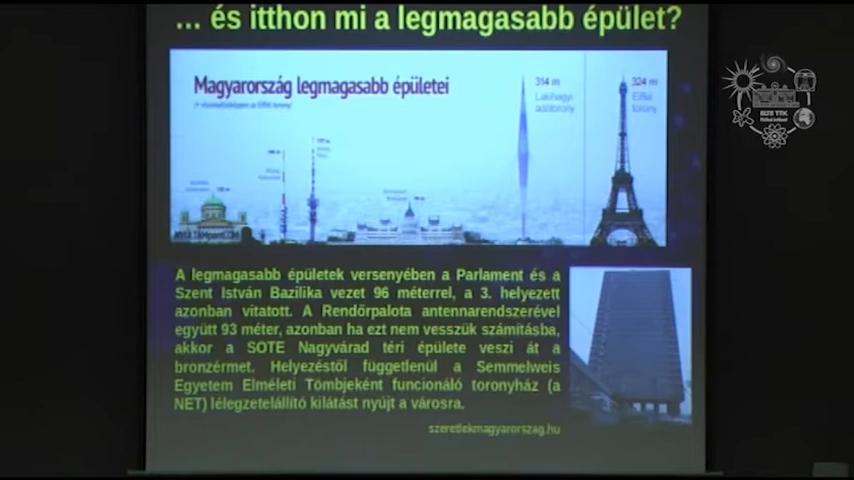 ... és itthon mi a legmagasabb épület?
Magyarország legmagasabb épületei
314 m
Lakihegyi
adótorony
324 m
Eiffel
torony
ELTE TTK
A legmagasabb épületek versenyében a Parlament és a
Szent István Bazilika vezet 96 méterrel, a 3. helyezett
azonban vitatott. A Rendőrpalota antennarendszerével
együtt 93 méter, azonban ha ezt nem vesszük számításba,
akkor a SOTE Nagyvárad téri épülete veszi át a
bronzérmet. Helyezéstől függetlenül a Semmelweis
Egyetem Elméleti Tömbjeként funcionáló toronyház (a
NET) lélegzetelállító kilátást nyújt a városra.
szeretlekmagyarorszag.hu